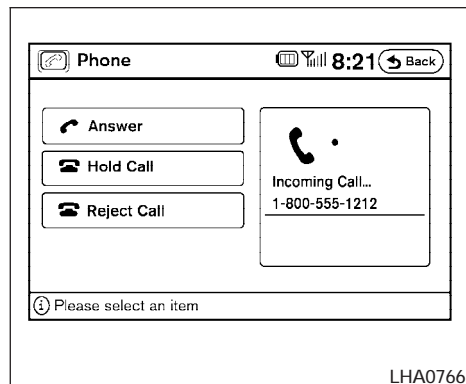 Phone 8:21 Back
Answer
Hold Call
Reject Call
Incoming Call...
1-800-555-1212
i Please select an item
LHA0766